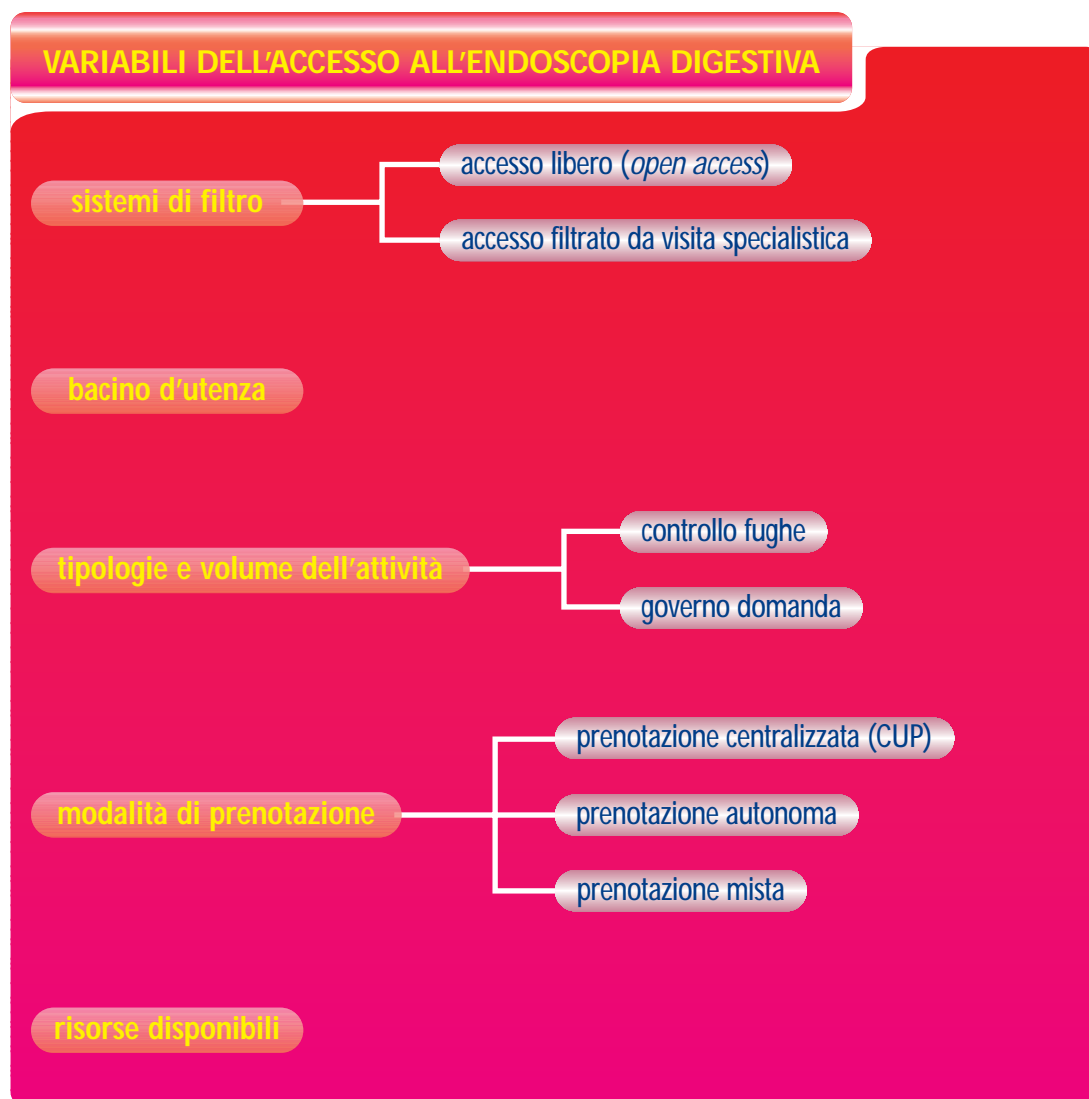 VARIABILI DELL'ACCESSO ALL'ENDOSCOPIA DIGESTIVA
accesso libero (open access)
sistemi di filtro
accesso filtrato da visita specialistica
bacino d'utenza
controllo fughe
tipologie e volume dell'attività
governo domanda
prenotazione centralizzata (CUP)
modalità di prenotazione
prenotazione autonoma
prenotazione mista
risorse disponibili